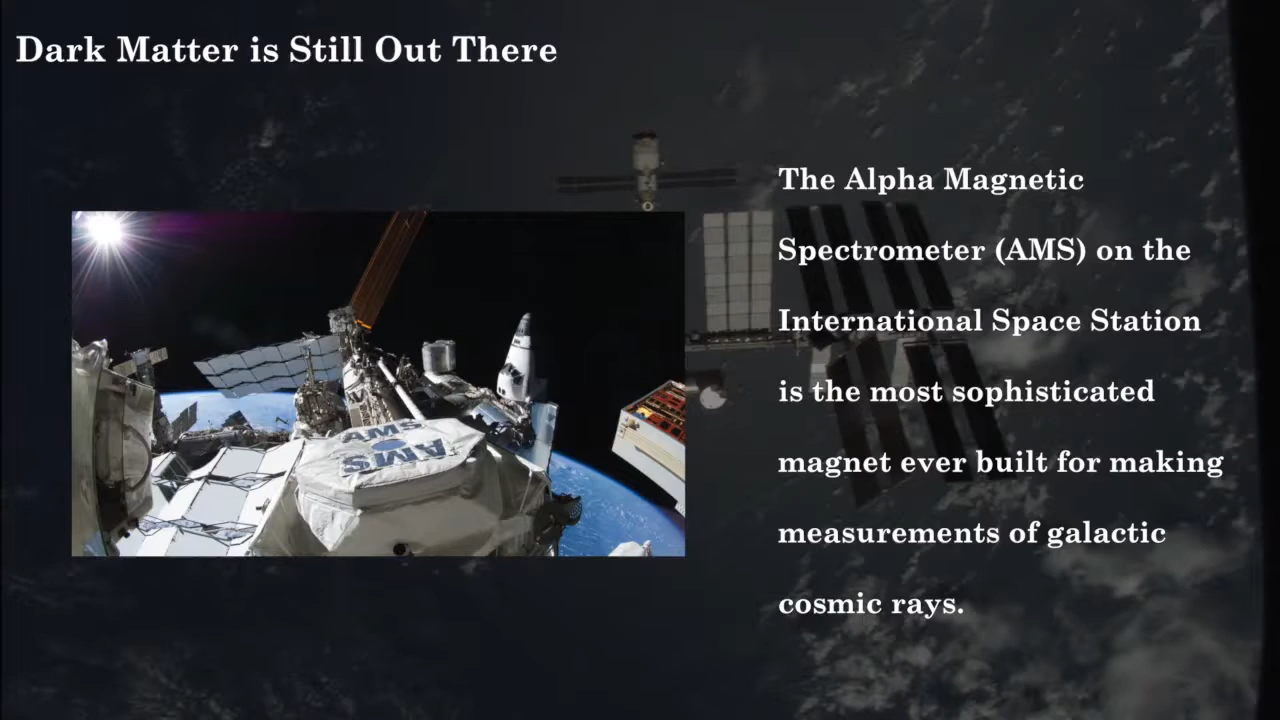 Dark Matter is Still Out There
The Alpha Magnetic
Spectrometer (AMS) on the
International Space Station
is the most sophisticated
magnet ever built for making
measurements of galactic
cosmic rays.
AMS
AMS